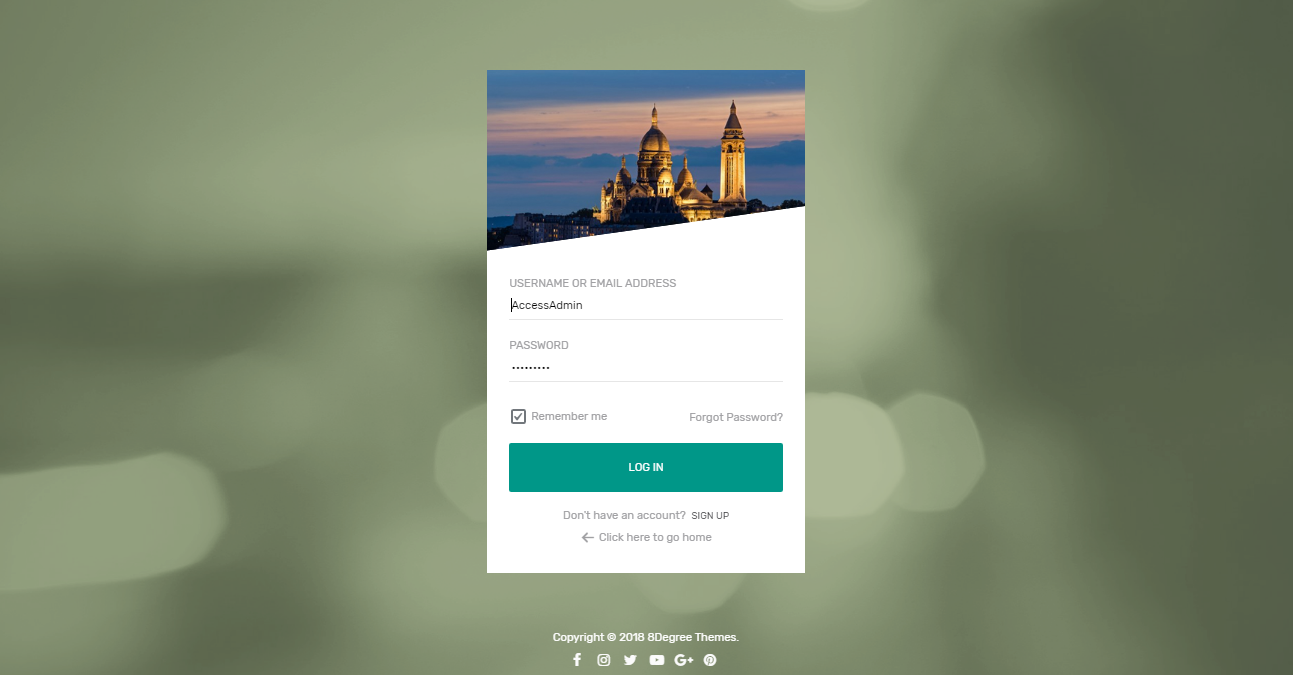 USERNAME OR EMAIL ADDRESS
AccessAdmin
PASSWORD
•••••••••
Remember me
Forgot Password?
LOG IN
Don't have an account? SIGN UP
Click here to go home
Copyright © 2018 8Degree Themes.